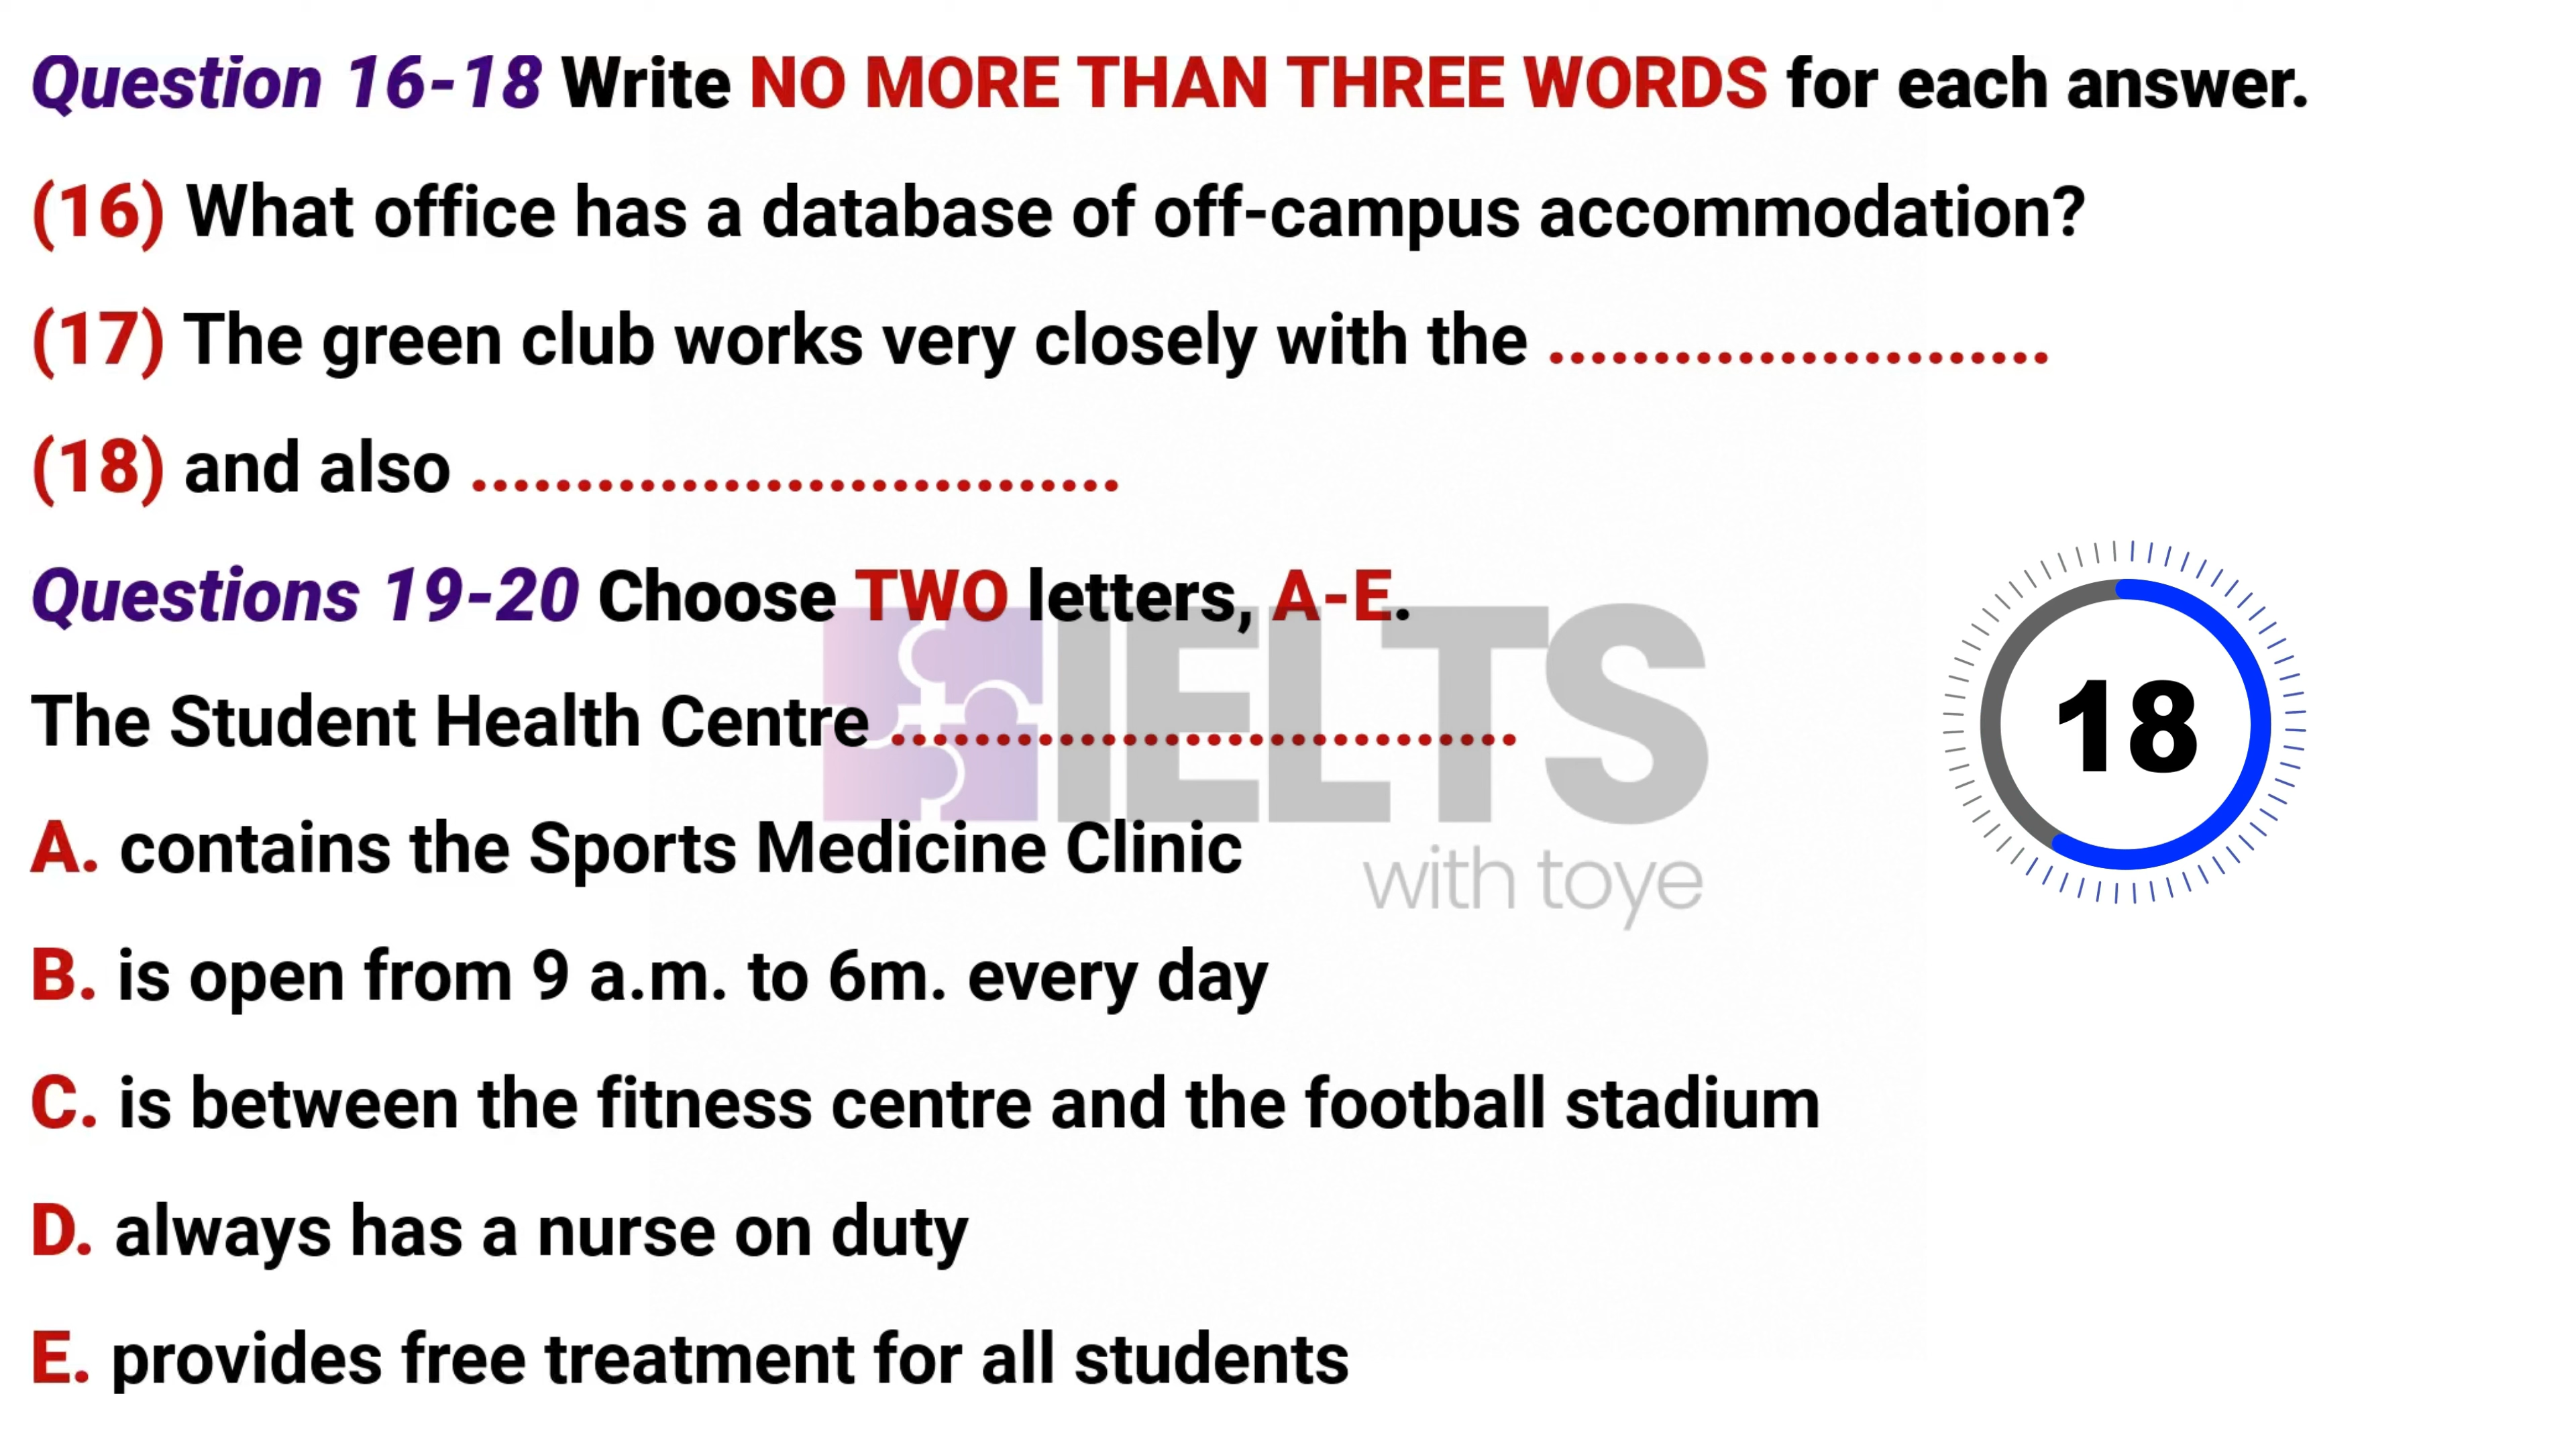 Question 16-18 Write NO MORE THAN THREE WORDS for each answer.
(16) What office has a database of off-campus accommodation?
(17) The green club works very closely with the ........................
(18) and also ...............................
Questions 19-20 Choose TWO letters, A-E.
The Student Health Centre ..............................
IELTS
with toye
18
A. contains the Sports Medicine Clinic
B. is open from 9 a.m. to 6m. every day
C. is between the fitness centre and the football stadium
D. always has a nurse on duty
E. provides free treatment for all students